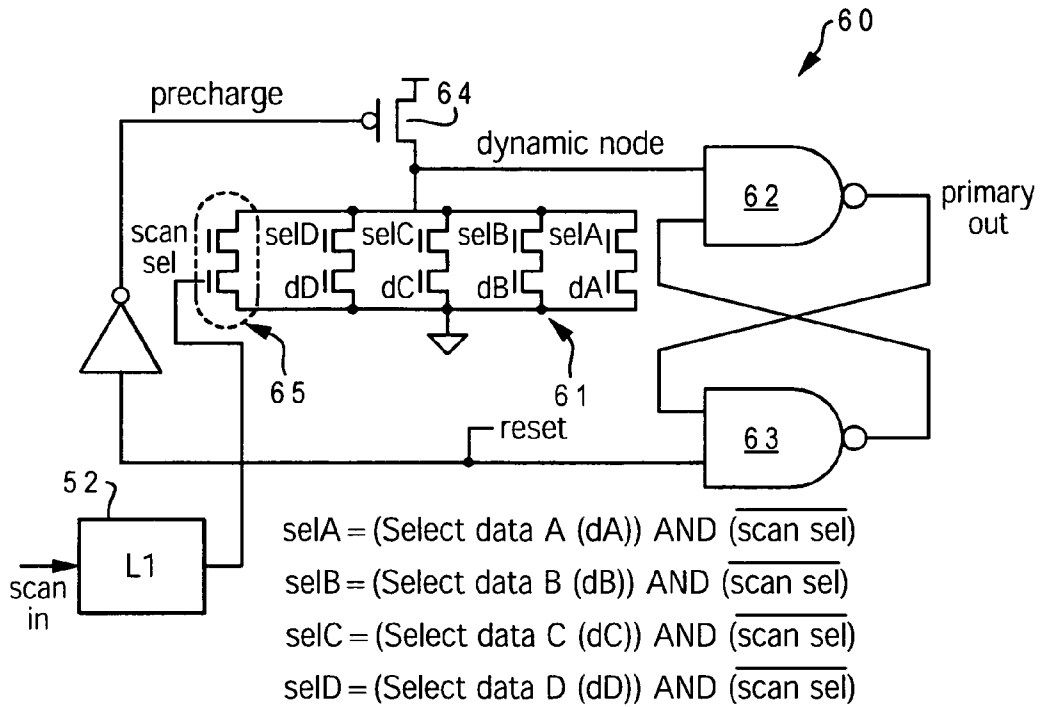 60
precharge
64
dynamic node
62
primary
out
scan
sel
selD
selC
selB
selA
dD
dC
dB
dA
65
61
reset
63
52
L1
scan
in
selA = (Select data A (dA)) AND (scan sel)
selB = (Select data B (dB)) AND (scan sel)
selC = (Select data C (dC)) AND (scan sel)
selD = (Select data D (dD)) AND (scan sel)